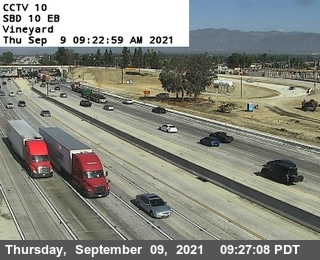 CCTV 10
SBD 10 EB
Vineyard
Thu Sep  9 09:22:59 AM 2021
Thursday, September 09, 2021 09:27:08 PDT